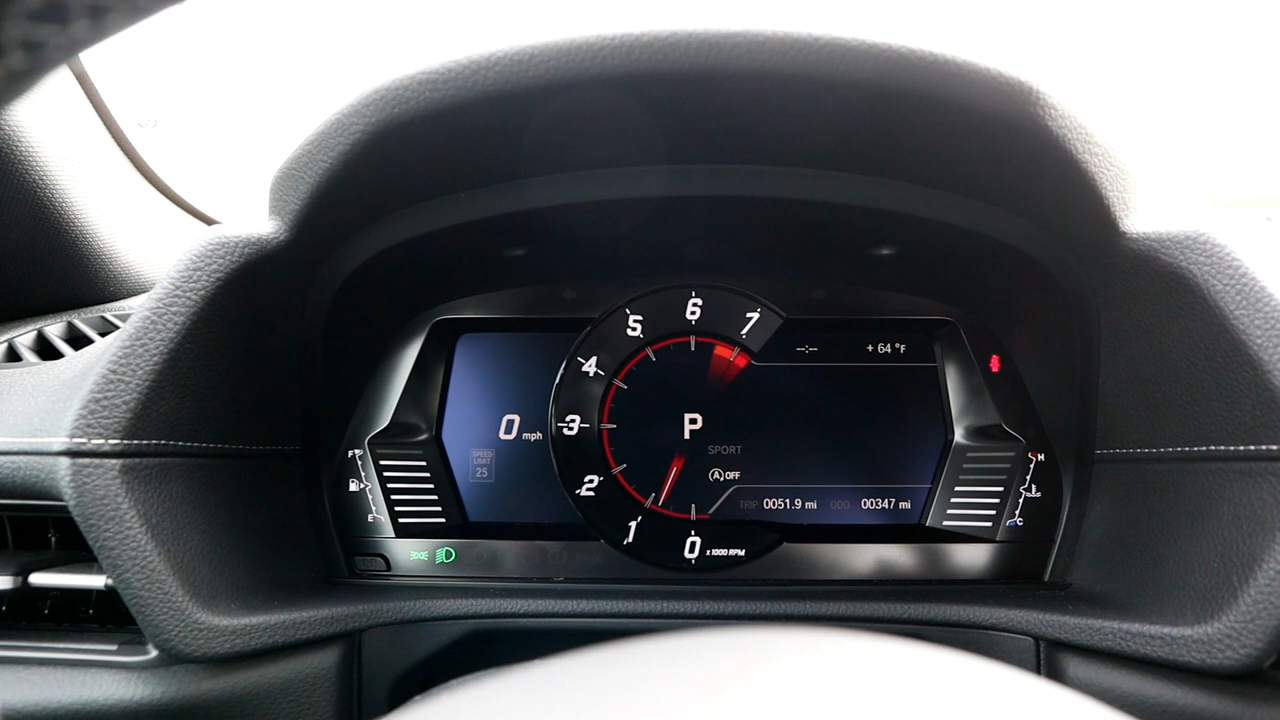 6
5
7
--:-- +64 °F
4
0 mph
3
P
SPEED
LIMIT
25
SPORT
F
H
A OFF
2
TRIP 0051.9 mi ODO 00347 mi
E
C
1
0 x1000 RPM